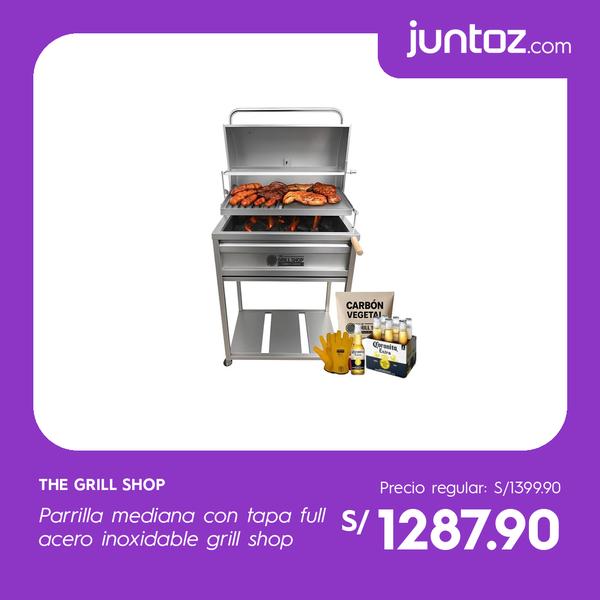 juntoz.com
GRILLSHOP
CARBÓN
VEGETAL
Coronita
Extra
THE GRILL SHOP
Parrilla mediana con tapa full
acero inoxidable grill shop
Precio regular: S/1399.90
S/ 1287.90